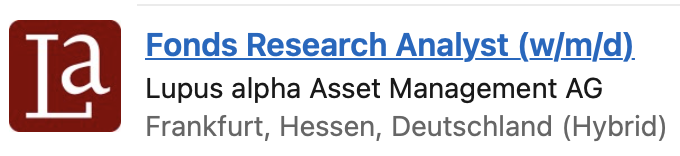 La
Fonds Research Analyst (w/m/d)
Lupus alpha Asset Management AG
Frankfurt, Hessen, Deutschland (Hybrid)